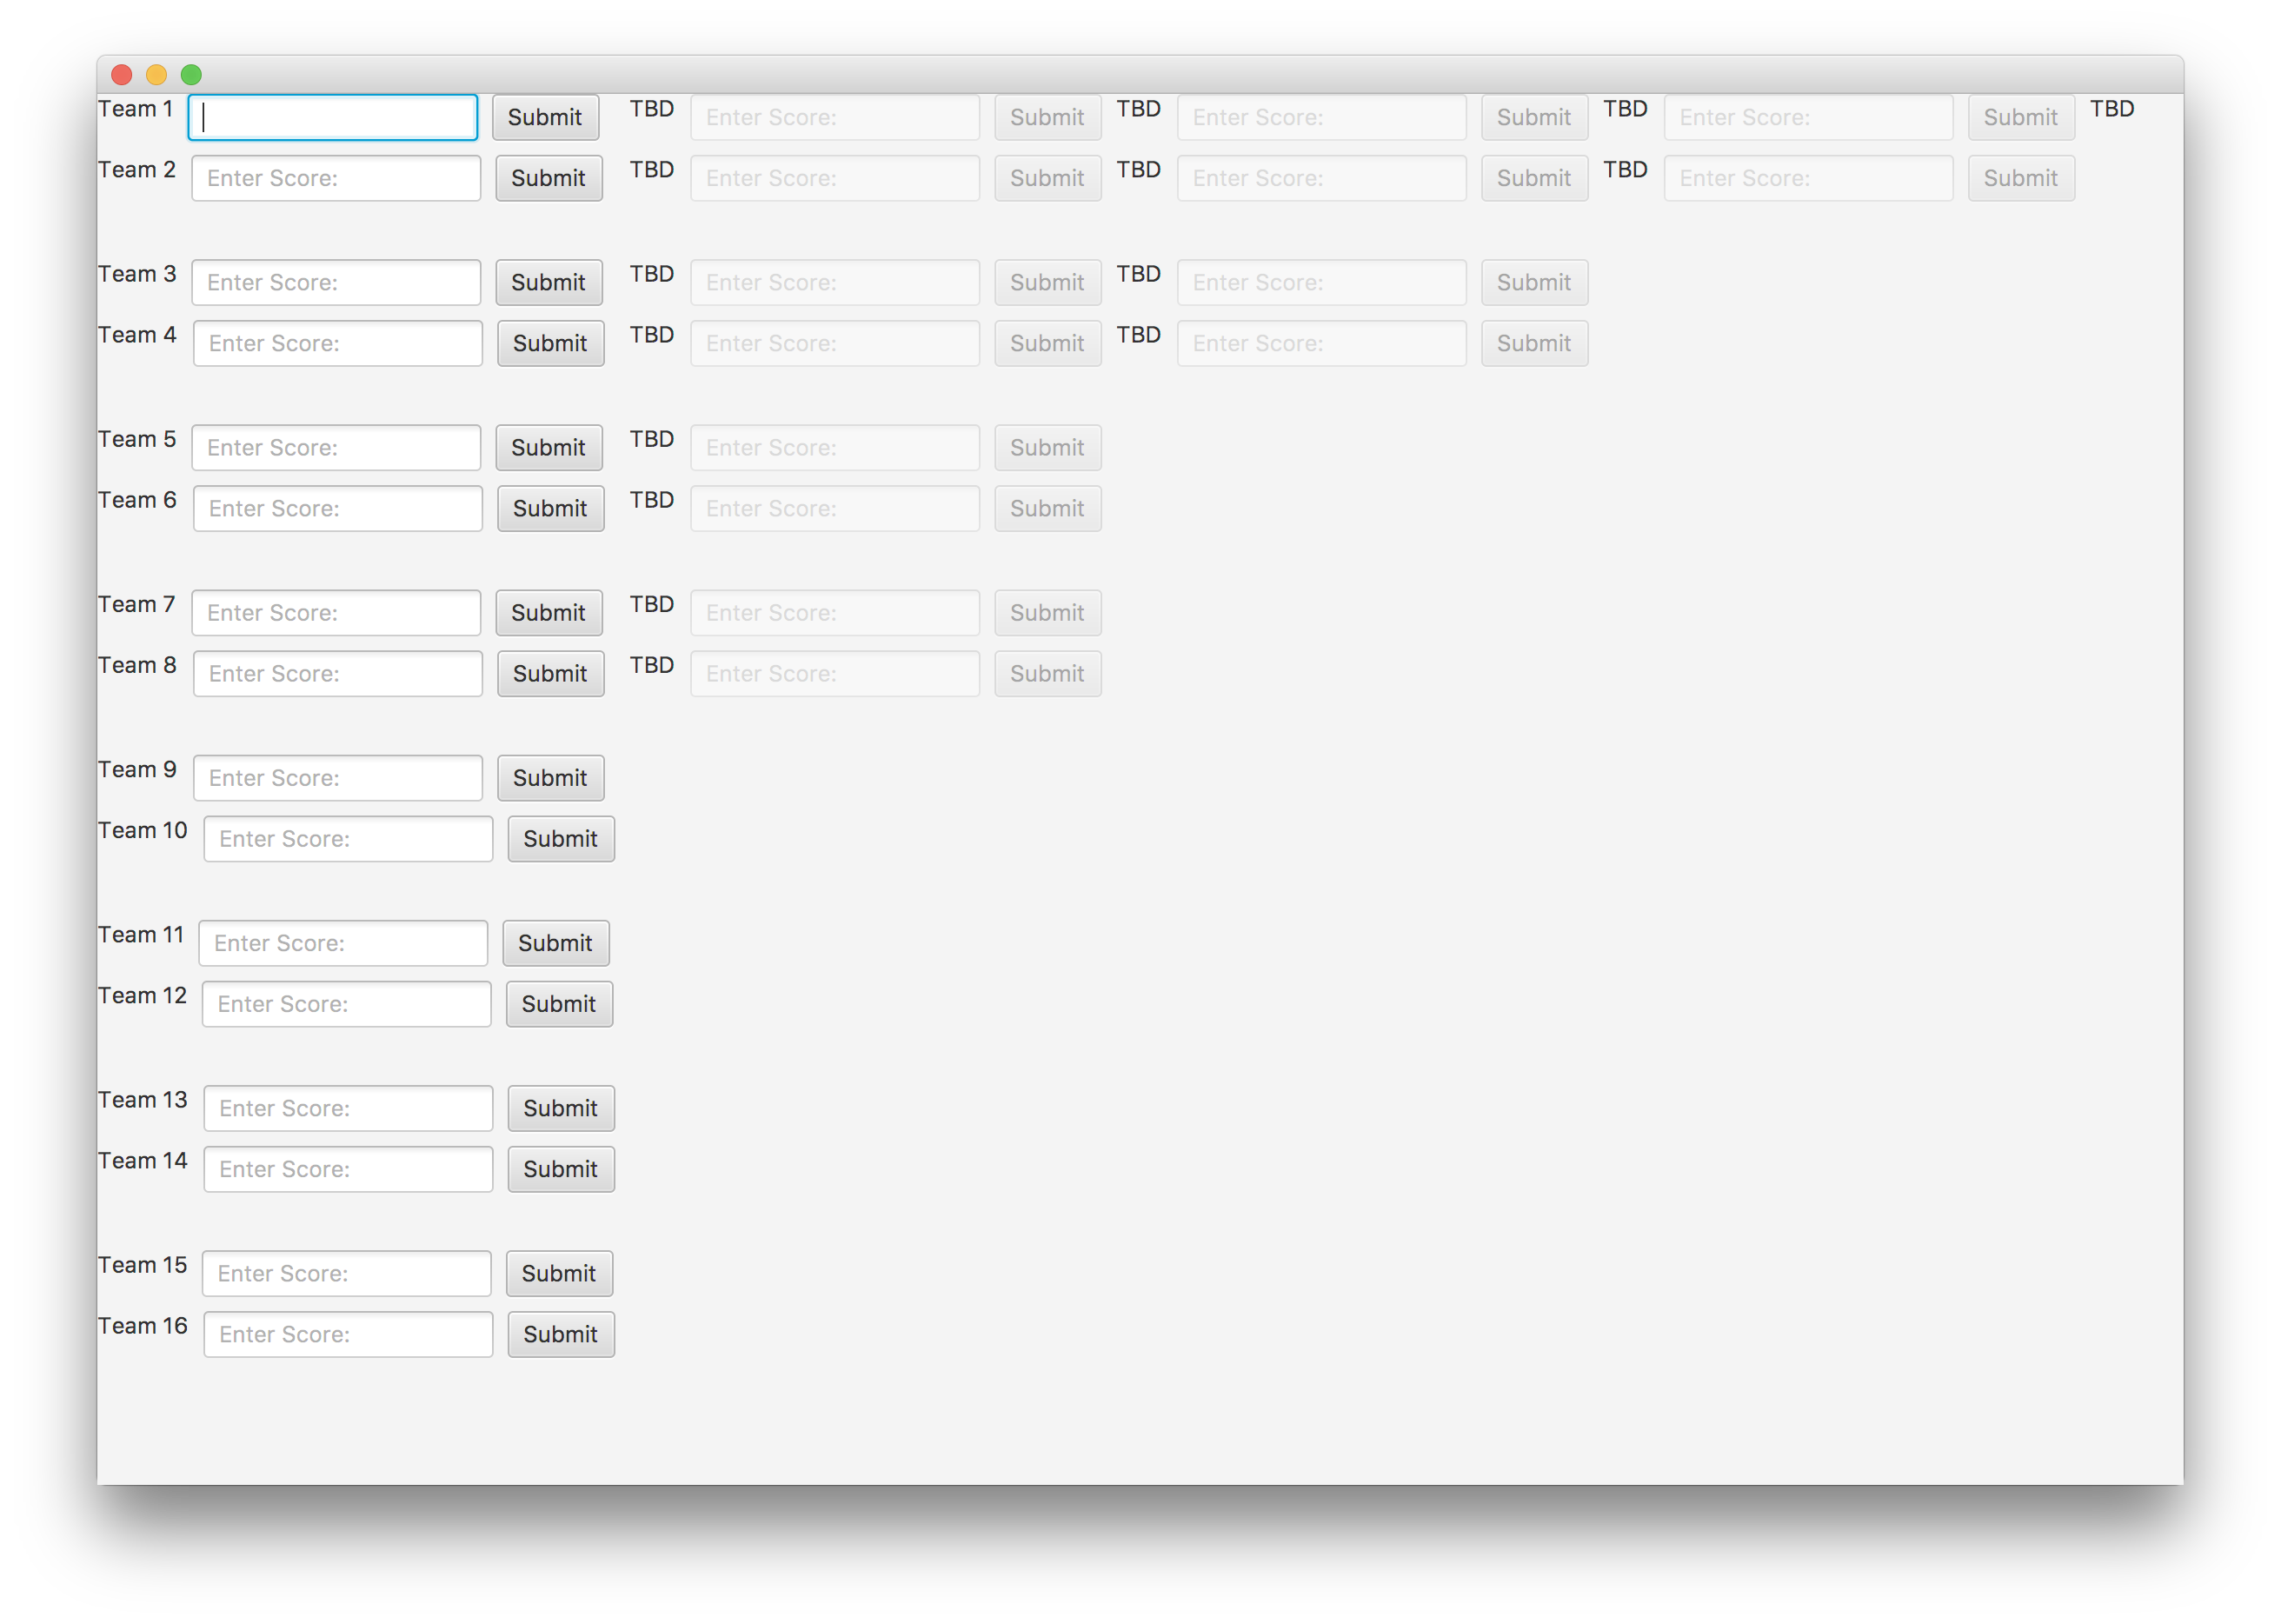 Team 1 Submit TBD Enter Score: Submit TBD Enter Score: Submit TBD Enter Score: Submit TBD
Team 2 Enter Score: Submit TBD Enter Score: Submit TBD Enter Score: Submit TBD Enter Score: Submit
Team 3 Enter Score: Submit TBD Enter Score: Submit TBD Enter Score: Submit
Team 4 Enter Score: Submit TBD Enter Score: Submit TBD Enter Score: Submit
Team 5 Enter Score: Submit TBD Enter Score: Submit
Team 6 Enter Score: Submit TBD Enter Score: Submit
Team 7 Enter Score: Submit TBD Enter Score: Submit
Team 8 Enter Score: Submit TBD Enter Score: Submit
Team 9 Enter Score: Submit
Team 10 Enter Score: Submit
Team 11 Enter Score: Submit
Team 12 Enter Score: Submit
Team 13 Enter Score: Submit
Team 14 Enter Score: Submit
Team 15 Enter Score: Submit
Team 16 Enter Score: Submit